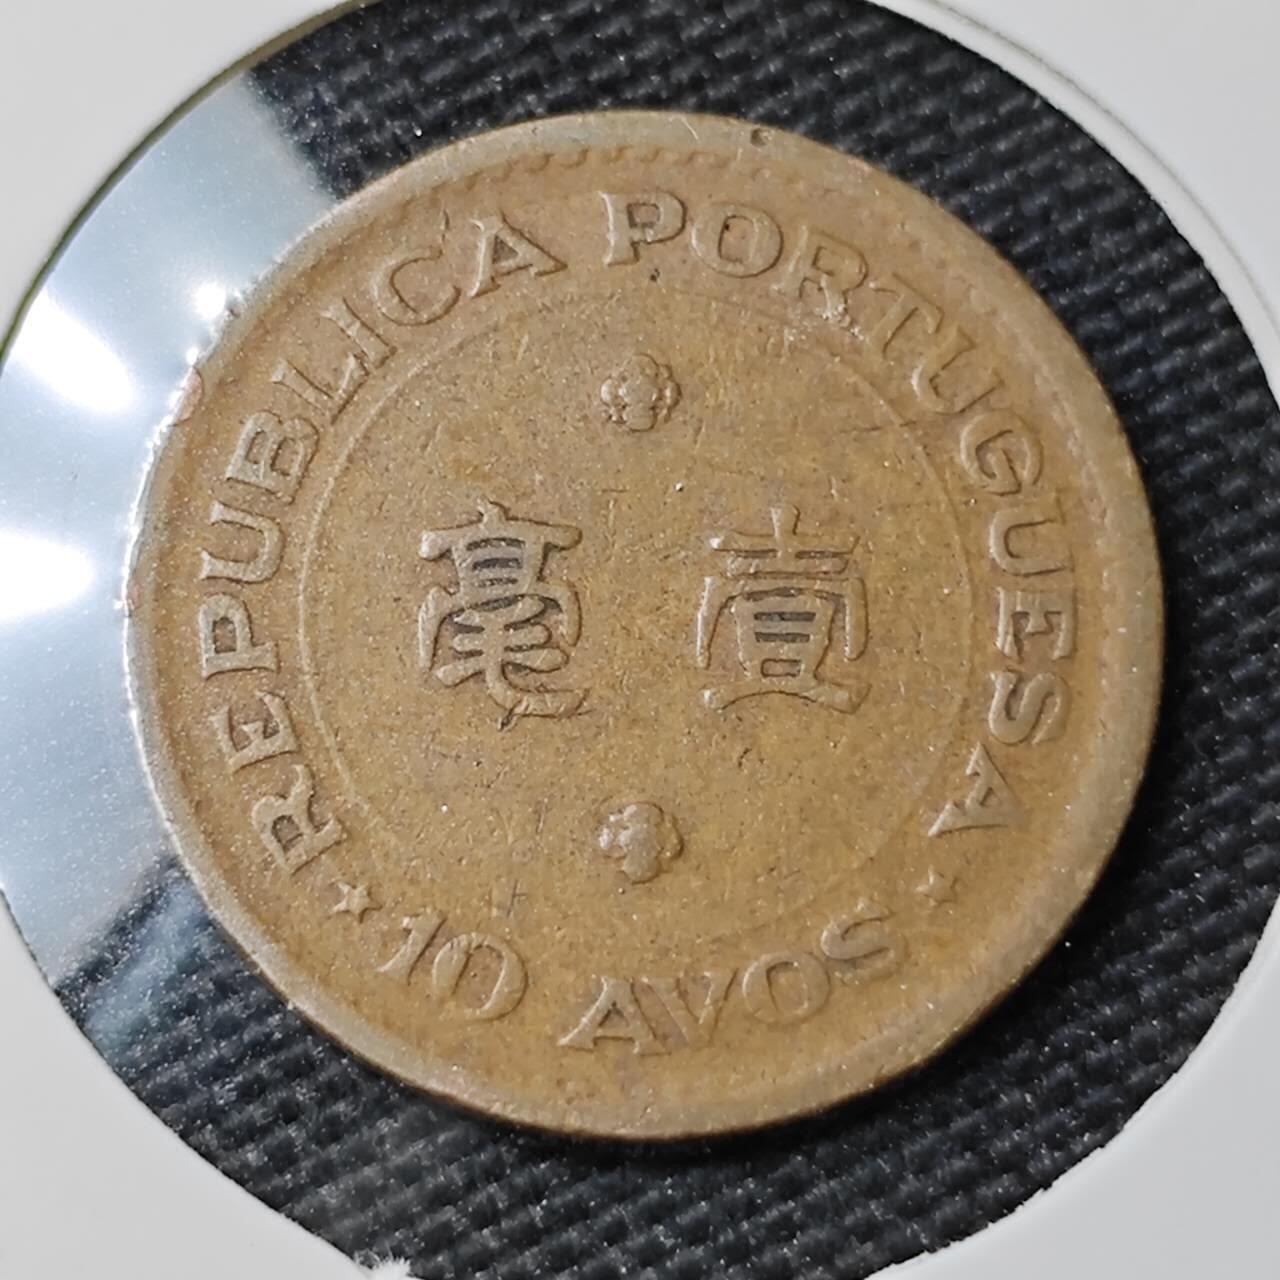 REPUBLICA PORTUGUESA
毫 壹
10 AVOS